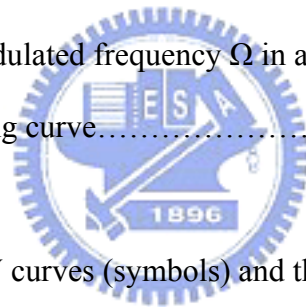 dulated frequency Ω in a
g curve……………………
E S A
1896
curves (symbols) and th